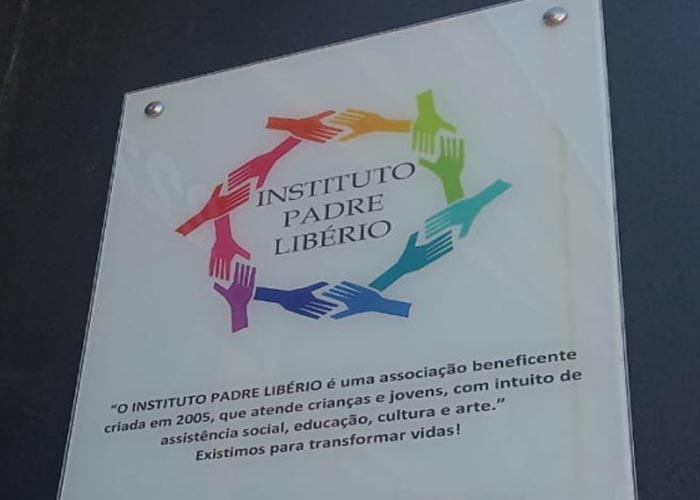 INSTITUTO
PADRE
LIBÉRIO
"O INSTITUTO PADRE LIBÉRIO é uma associação beneficente
criada em 2005, que atende crianças e jovens, com intuito de
assistência social, educação, cultura e arte."
Existimos para transformar vidas!